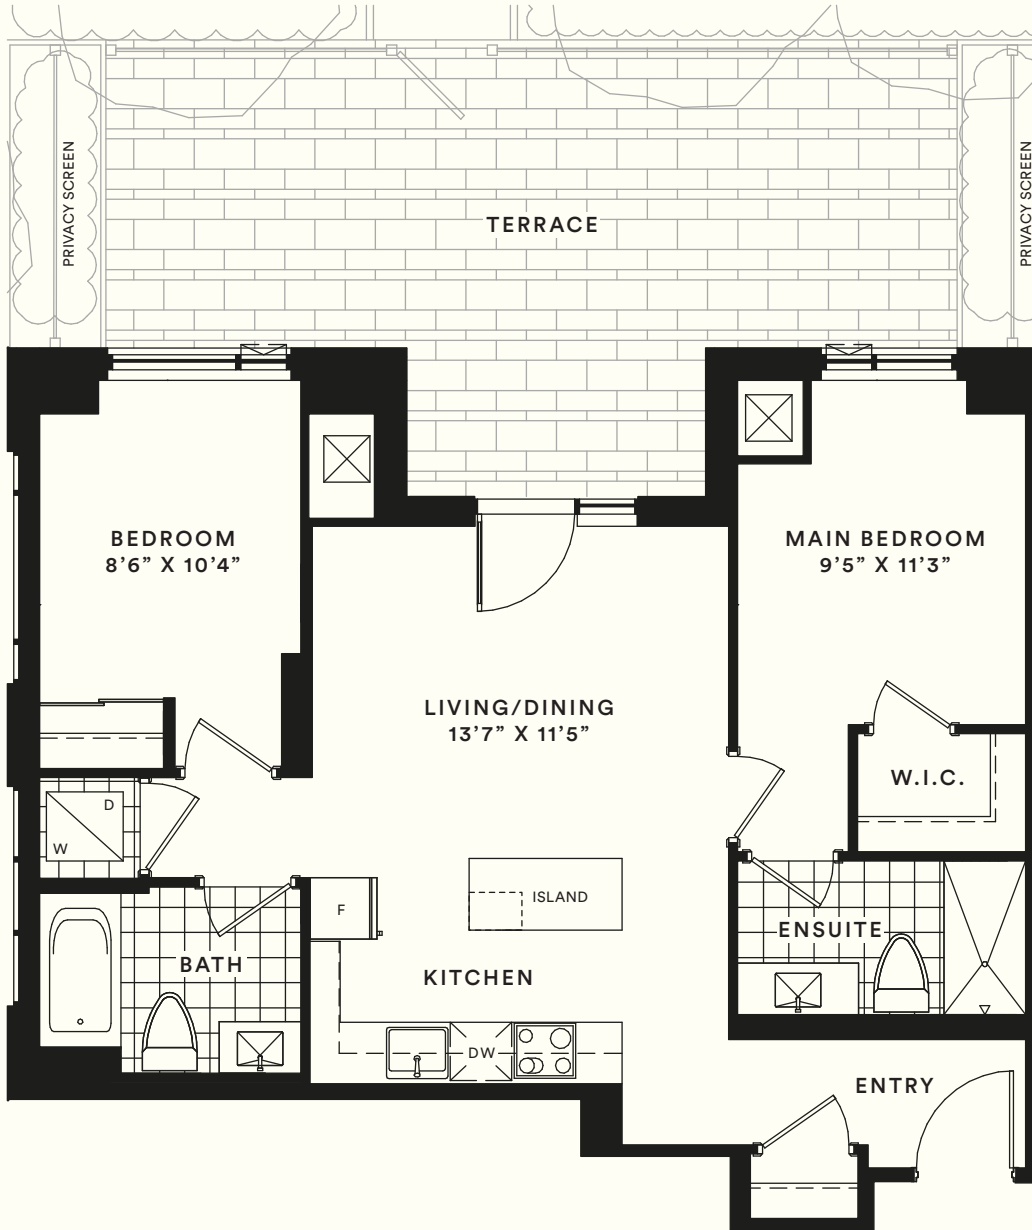 PRIVACY SCREEN
PRIVACY SCREEN
TERRACE
BEDROOM
8’6” X 10’4”
MAIN BEDROOM
9’5” X 11’3”
LIVING/DINING
13’7” X 11’5”
W.I.C.
D
W
ISLAND
F
ENSUITE
BATH
KITCHEN
DW
ENTRY